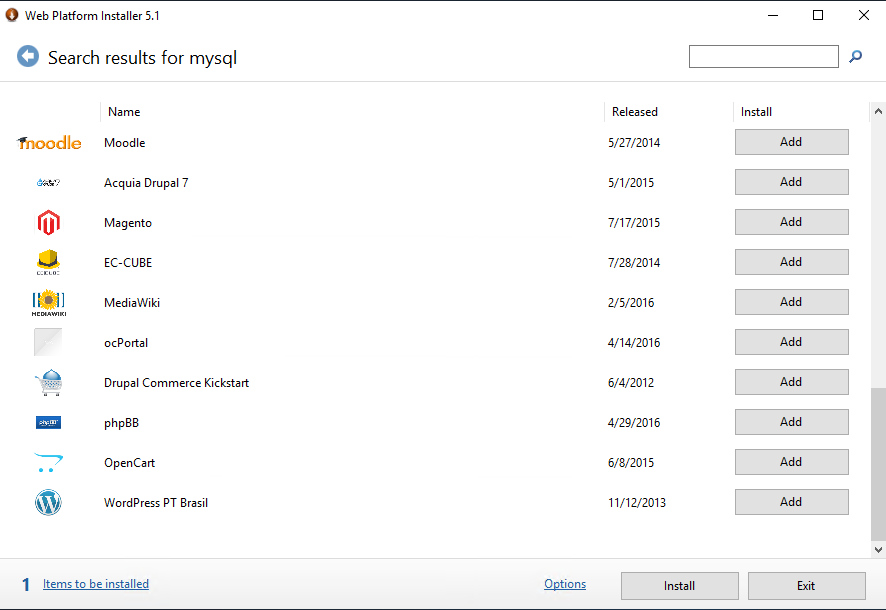 Web Platform Installer 5.1
Search results for mysql
Name Released Install
moodle Moodle 5/27/2014 Add
Acquia Drupal 7 5/1/2015 Add
Magento 7/17/2015 Add
EC-CUBE 7/28/2014 Add
MEDIAWIKI MediaWiki 2/5/2016 Add
ocPortal 4/14/2016 Add
Drupal Commerce Kickstart 6/4/2012 Add
phpBB phpBB 4/29/2016 Add
OpenCart 6/8/2015 Add
WordPress PT Brasil 11/12/2013 Add
1 Items to be installed Options Install Exit